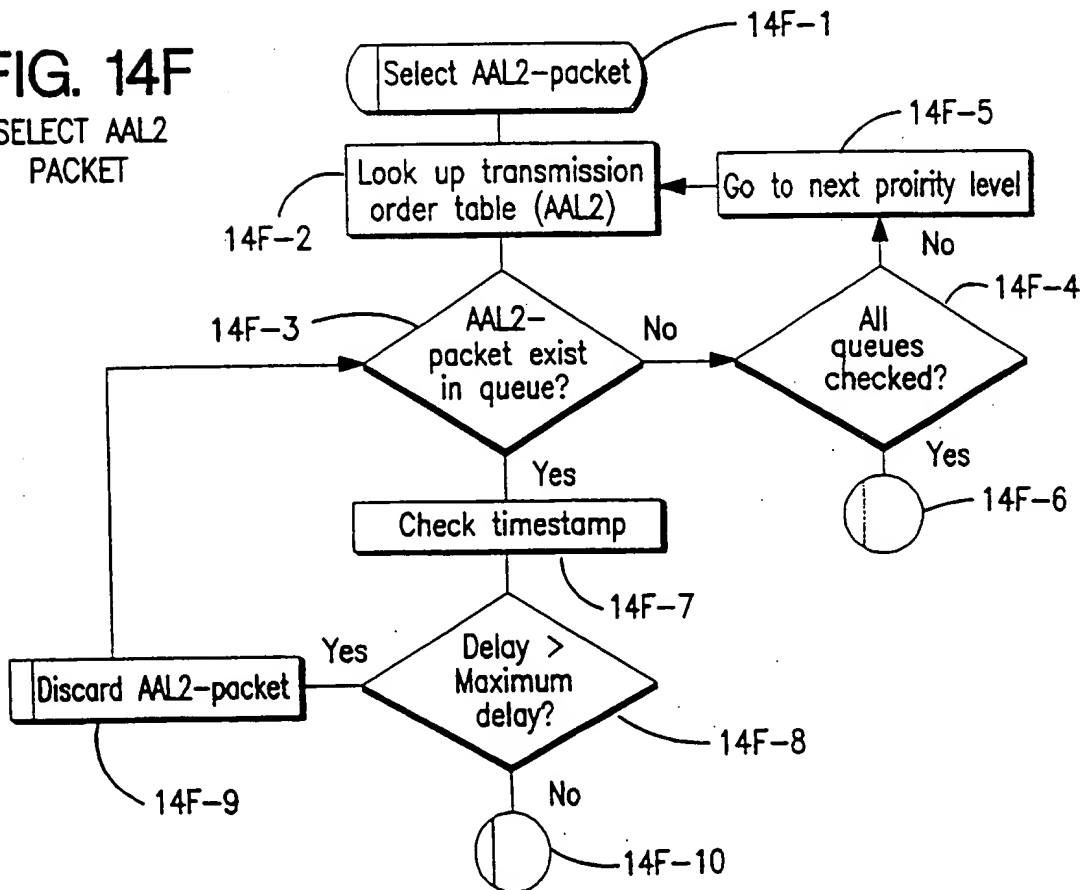 FIG. 14F
SELECT AAL2
PACKET
14F-1
Select AAL2-packet
14F-5
Look up transmission
order table (AAL2)
Go to next proirity level
14F-2
No
14F-4
14F-3
AAL2-
packet exist
in queue?
No
All
queues
checked?
Yes
Yes
14F-6
Check timestamp
14F-7
Yes
Delay >
Maximum
delay?
Discard AAL2-packet
14F-8
14F-9
No
14F-10